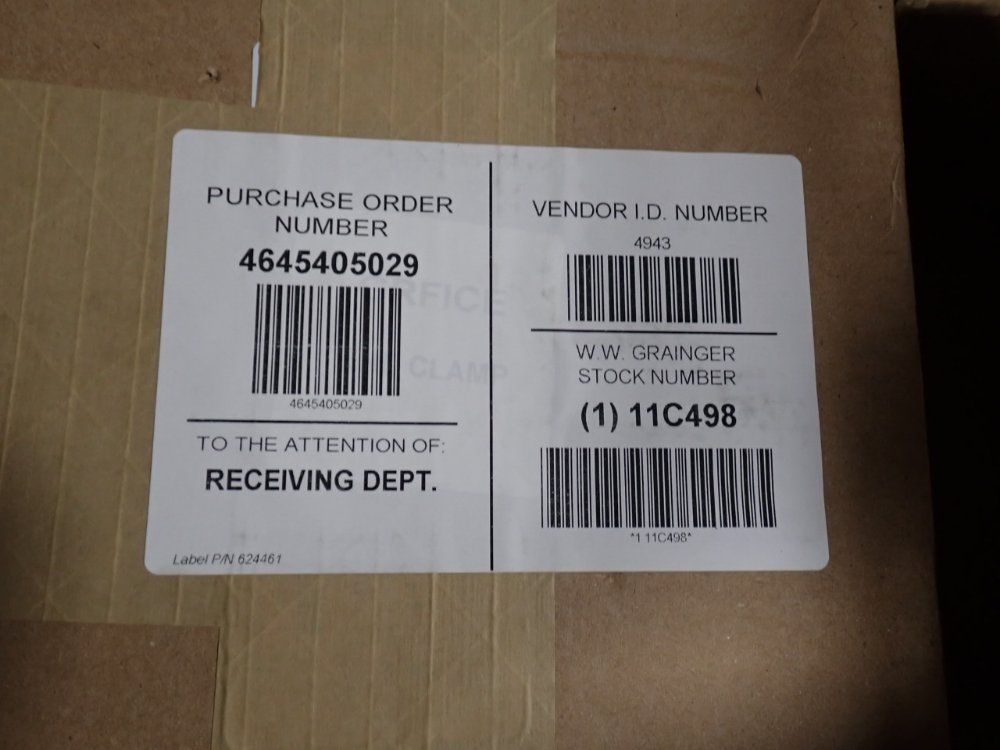 PURCHASE ORDER
NUMBER
4645405029
4645405029
TO THE ATTENTION OF:
RECEIVING DEPT.
Label P/N 624461
VENDOR I.D. NUMBER
4943
W.W. GRAINGER
STOCK NUMBER
(1) 11C498
*1 11C498*
CLAMP